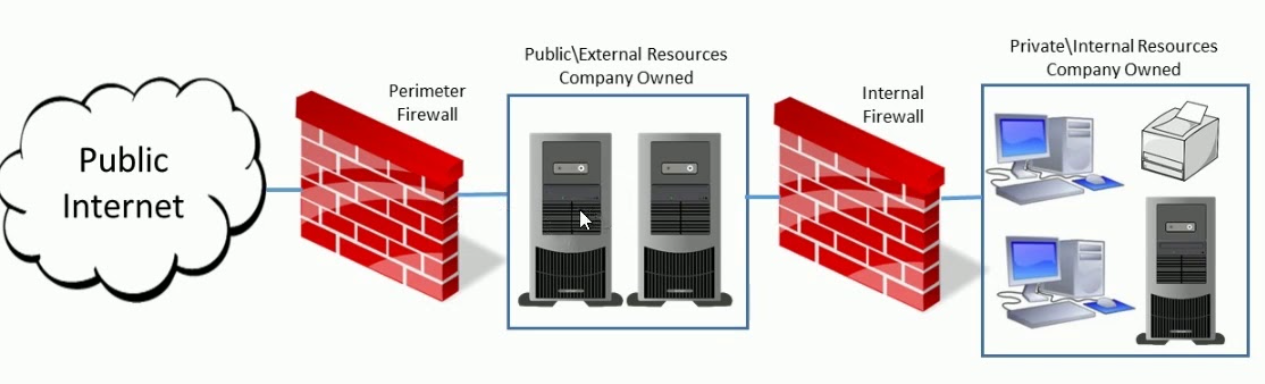 Public
Internet
Perimeter
Firewall
Public\External Resources
Company Owned
Internal
Firewall
Private\Internal Resources
Company Owned